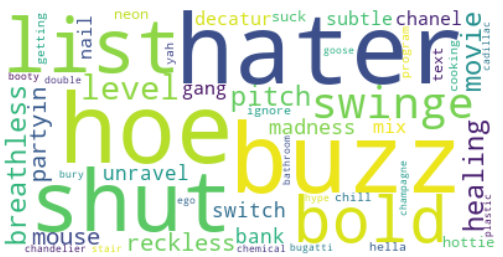 getting neon decatur suck subtle chanel
list hater movie
nail yah goose program text cooking cadillac
booty double level gang pitch swinge
ignore
breathless partyin hoe buzz madness mix healing
bury unravel bathroom champagne plastic
shut ego switch hype chill bold
mouse reckless bank hella hottie
chandelier stair chemical bugatti